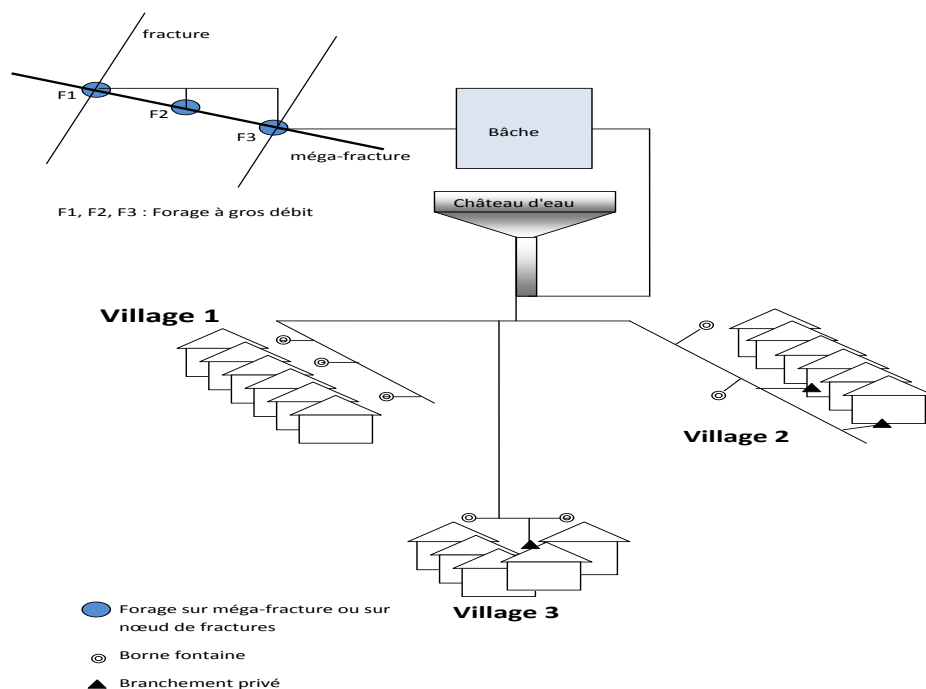 fracture
F1
F2
F3
méga-fracture
Bâche
F1, F2, F3 : Forage à gros débit
Château d'eau
Village 1
Village 2
Village 3
Forage sur méga-fracture ou sur
nœud de fractures
Borne fontaine
Branchement privé